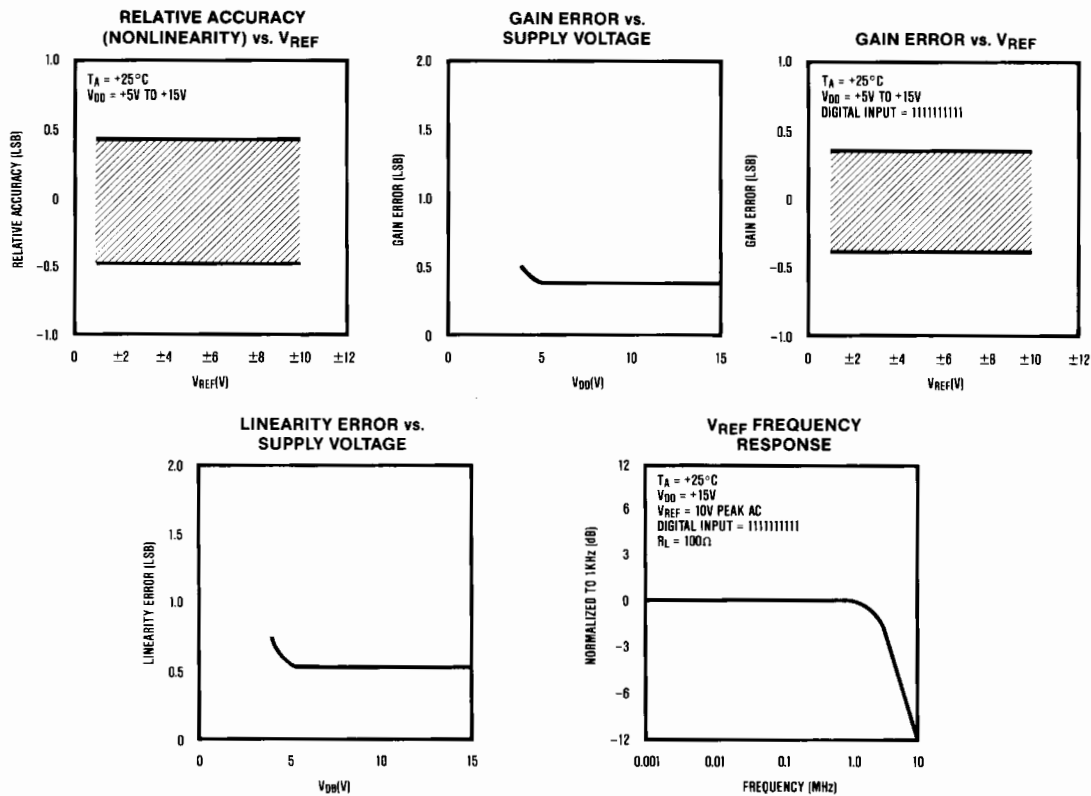 RELATIVE ACCURACY
(NONLINEARITY) vs. VREF
1.0
0.5
0
-0.5
-1.0
RELATIVE ACCURACY (LSB)
TA = +25°C
VDD = +5V TO +15V
0 ±2 ±4 ±6 ±8 ±10 ±12
VREF(V)
GAIN ERROR vs.
SUPPLY VOLTAGE
2.0
1.5
1.0
0.5
0
GAIN ERROR (LSB)
0 5 10 15
VDD(V)
GAIN ERROR vs. VREF
1.0
0.5
0
-0.5
-1.0
GAIN ERROR (LSB)
TA = +25°C
VDD = +5V TO +15V
DIGITAL INPUT = 1111111111
0 ±2 ±4 ±6 ±8 ±10 ±12
VREF(V)
LINEARITY ERROR vs.
SUPPLY VOLTAGE
2.0
1.5
1.0
0.5
0
LINEARITY ERROR (LSB)
0 5 10 15
VDD(V)
VREF FREQUENCY
RESPONSE
12
6
3
0
-3
-6
-12
NORMALIZED TO 1KHz (dB)
TA = +25°C
VDD = +15V
VREF = 10V PEAK AC
DIGITAL INPUT = 1111111111
RL = 100Ω
0.001 0.01 0.1 1.0 10
FREQUENCY (MHz)